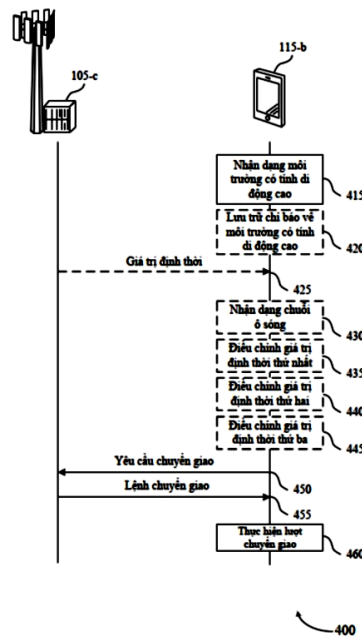 105-c
115-b
Nhận dạng môi
trường có tính di
động cao
415
Lưu trữ chỉ báo về
môi trường có tính
di động cao
420
Giá trị định thời
425
Nhận dạng chuỗi
ô sóng
430
Điều chỉnh giá trị
định thời thứ nhất
435
Điều chỉnh giá trị
định thời thứ hai
440
Điều chỉnh giá trị
định thời thứ ba
445
Yêu cầu chuyển giao
450
Lệnh chuyển giao
455
Thực hiện lượt
chuyển giao
460
400